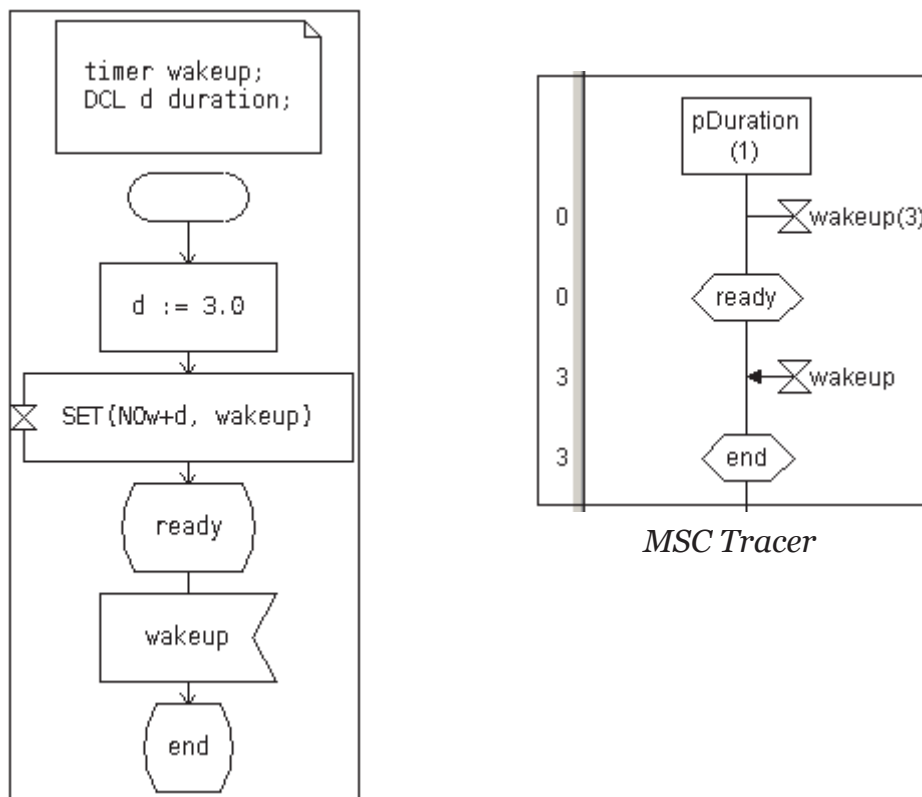 timer wakeup;
DCL d duration;
d := 3.0
SET(NOw+d, wakeup)
ready
wakeup
end
pDuration
(1)
0
wakeup(3)
0
ready
3
wakeup
3
end
MSC Tracer